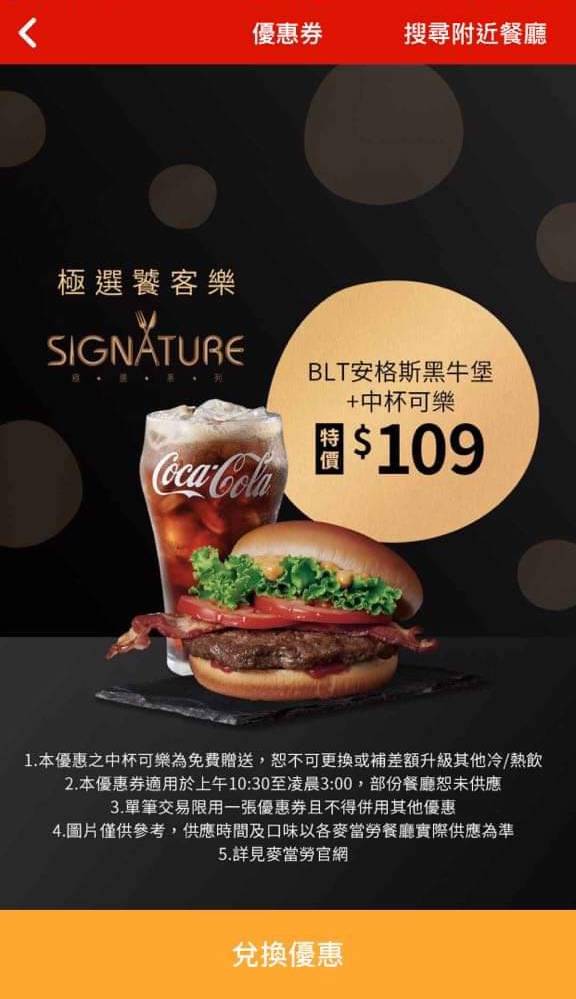 優惠券
搜尋附近餐廳
極選饕客樂
SIGNATURE
極・選・系・列
BLT安格斯黑牛堡
+中杯可樂
特價 $109
Coca-Cola
1.本優惠之中杯可樂為免費贈送，恕不可更換或補差額升級其他冷/熱飲
2.本優惠券適用於上午10:30至凌晨3:00，部份餐廳恕未供應
3.單筆交易限用一張優惠券且不得併用其他優惠
4.圖片僅供參考，供應時間及口味以各麥當勞餐廳實際供應為準
5.詳見麥當勞官網
兌換優惠